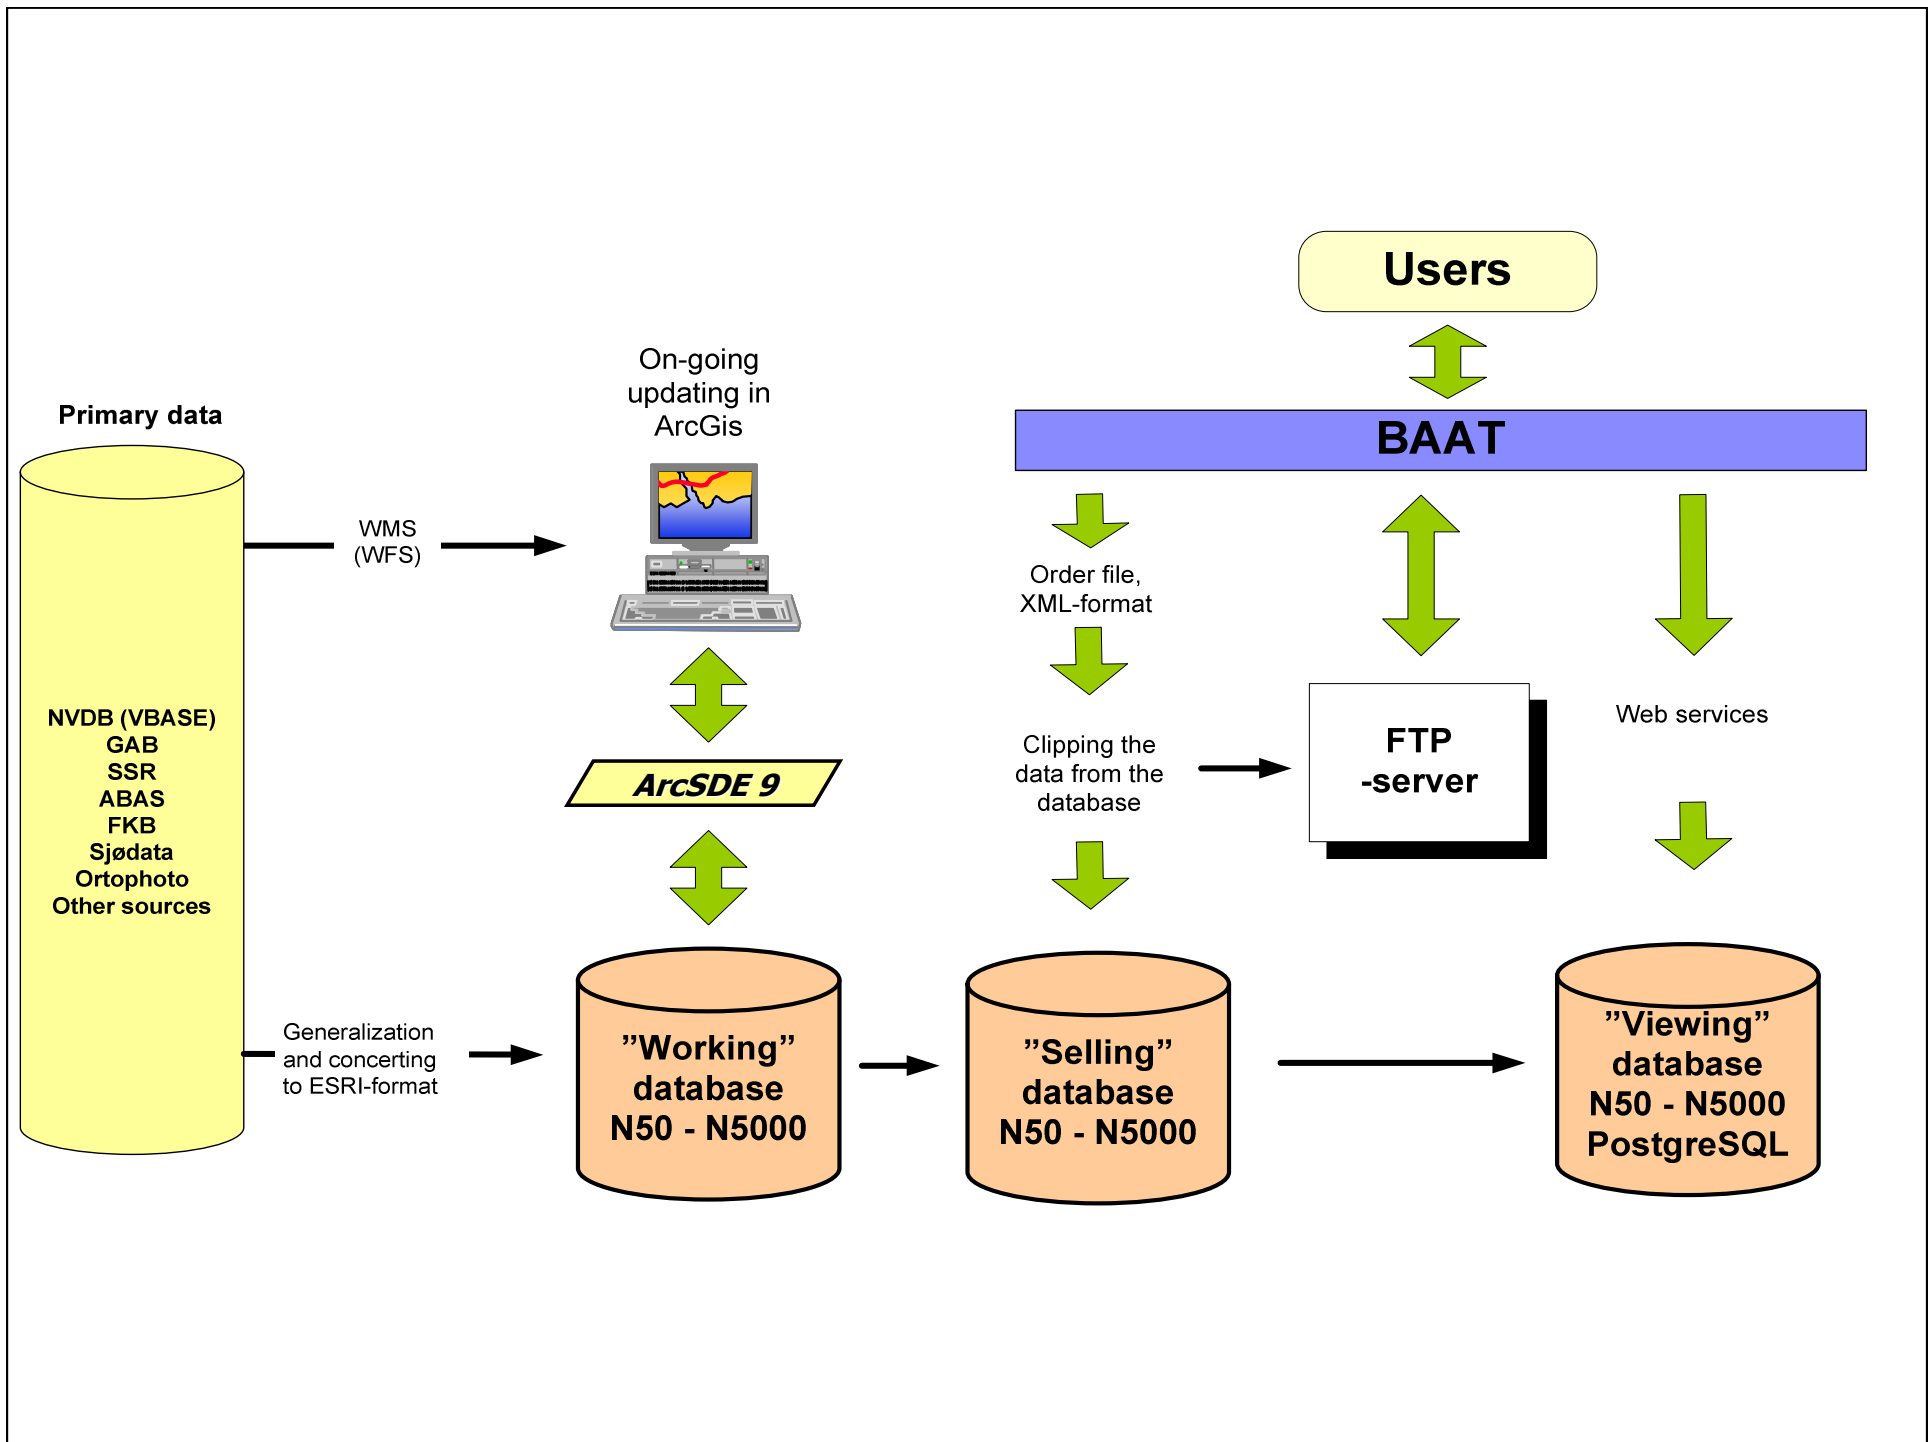 Users
On-going
updating in
ArcGis
Primary data
BAAT
WMS
(WFS)
Order file,
XML-format
NVDB (VBASE)
GAB
SSR
ABAS
FKB
Sjødata
Ortophoto
Other sources
Web services
Clipping the
data from the
database
FTP
-server
ArcSDE 9
Generalization
and concerting
to ESRI-format
”Working”
database
N50 - N5000
”Selling”
database
N50 - N5000
”Viewing”
database
N50 - N5000
PostgreSQL